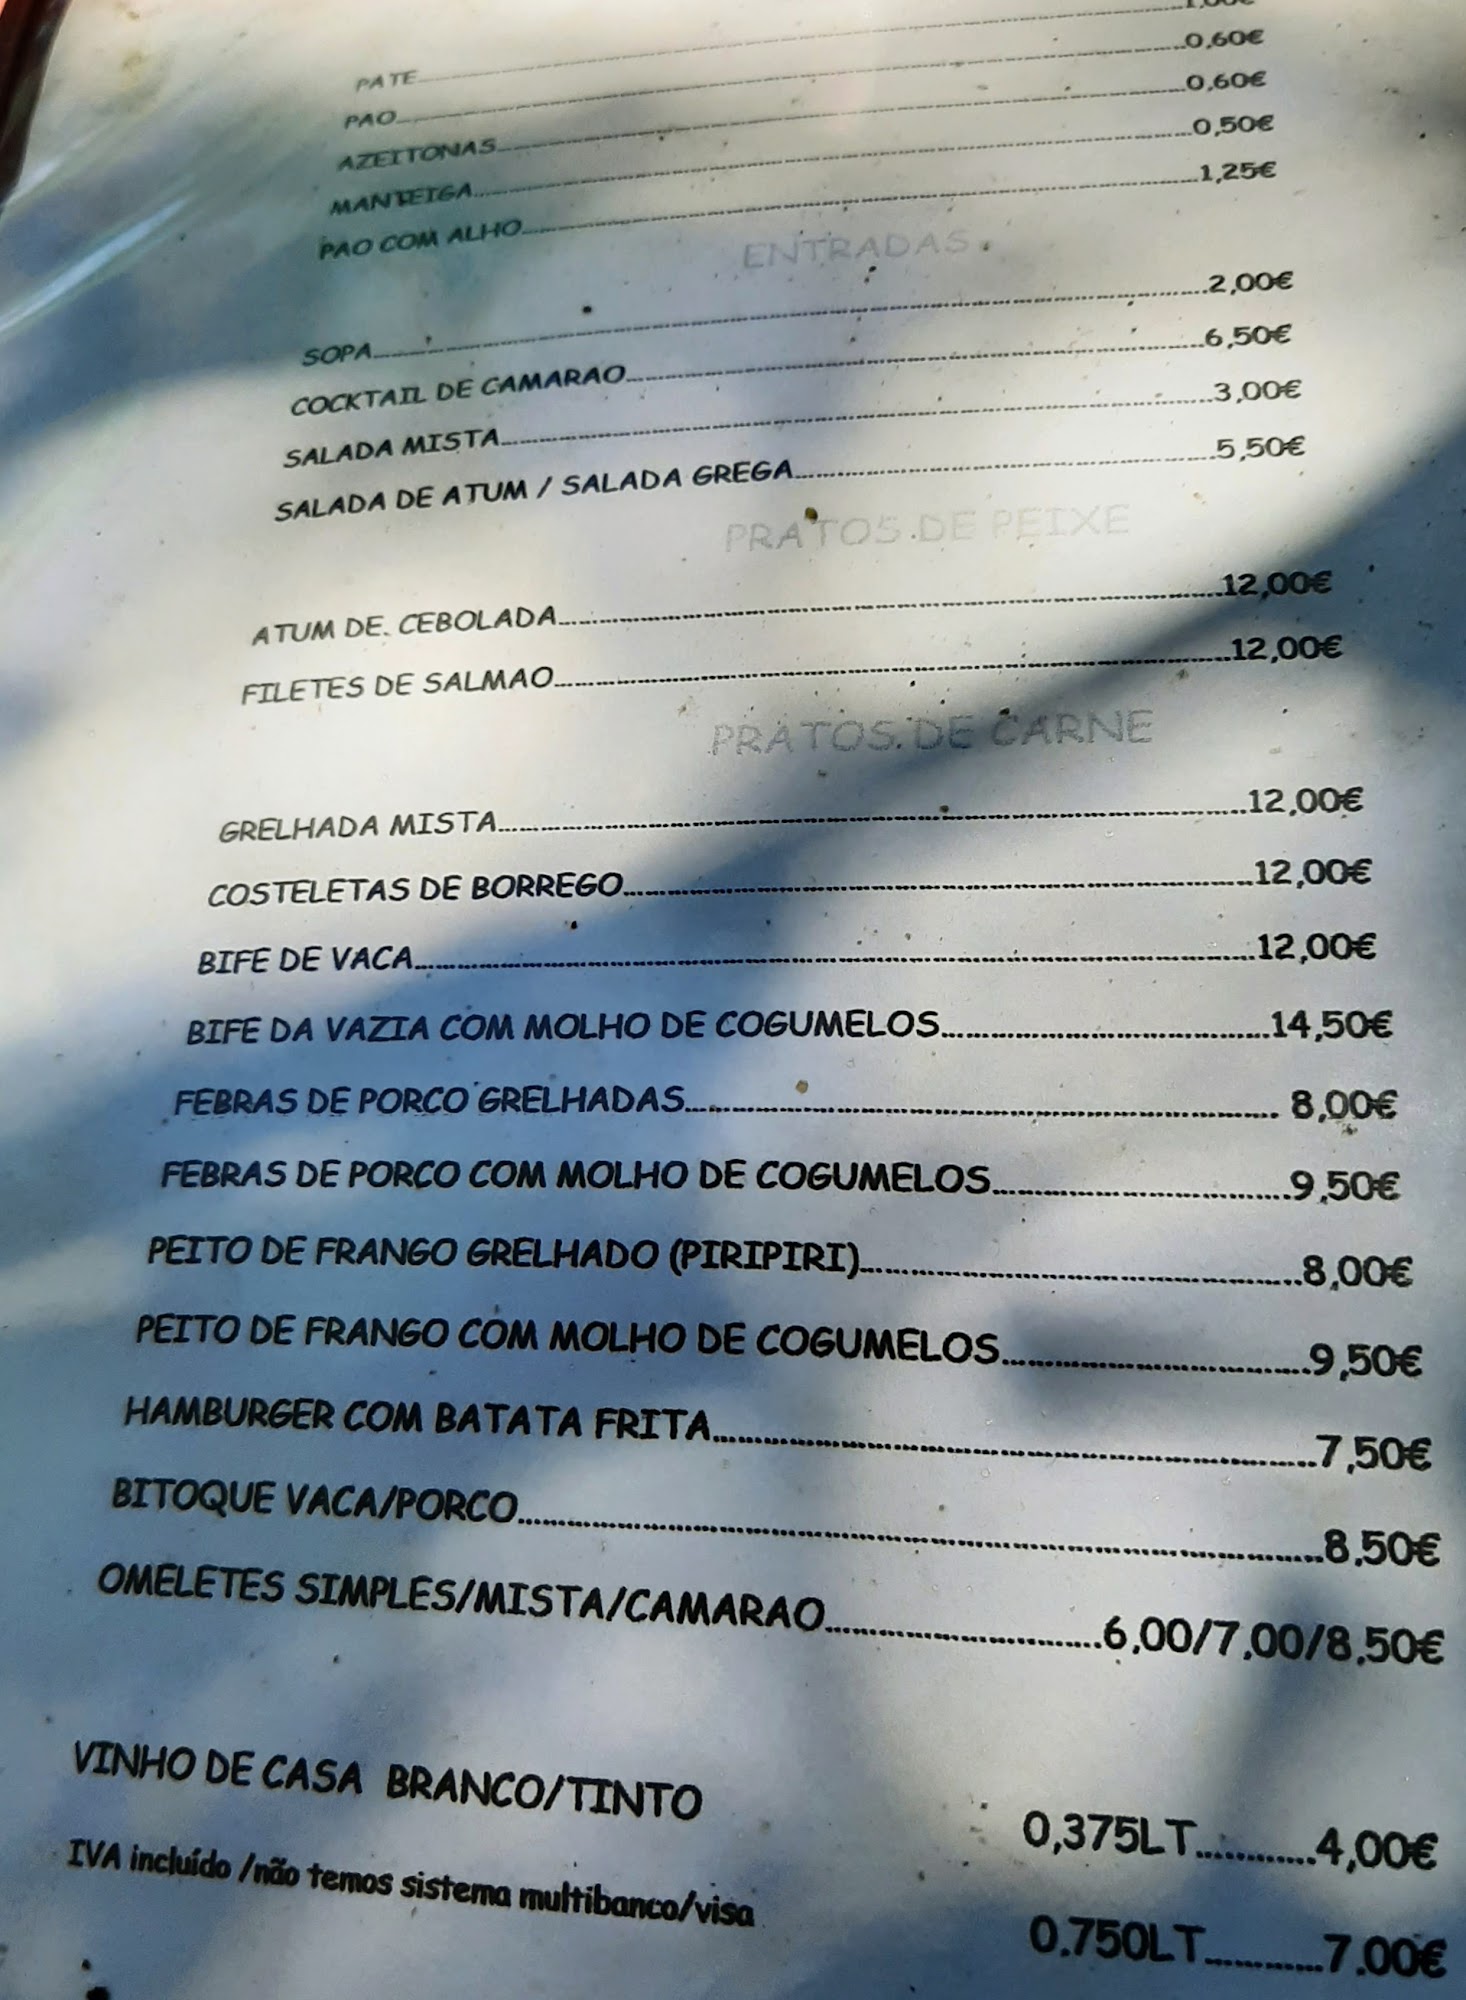 PATE 1,00€
PAO 0,60€
AZEITONAS 0,60€
MANTEIGA 0,50€
PAO COM ALHO 1,25€
ENTRADAS
SOPA 2,00€
COCKTAIL DE CAMARAO 6,50€
SALADA MISTA 3,00€
SALADA DE ATUM / SALADA GREGA 5,50€
PRATOS DE PEIXE
ATUM DE CEBOLADA 12,00€
FILETES DE SALMAO 12,00€
PRATOS DE CARNE
GRELHADA MISTA 12,00€
COSTELETAS DE BORREGO 12,00€
BIFE DE VACA 12,00€
BIFE DA VAZIA COM MOLHO DE COGUMELOS 14,50€
FEBRAS DE PORCO GRELHADAS 8,00€
FEBRAS DE PORCO COM MOLHO DE COGUMELOS 9,50€
PEITO DE FRANGO GRELHADO (PIRIPIRI) 8,00€
PEITO DE FRANGO COM MOLHO DE COGUMELOS 9,50€
HAMBURGER COM BATATA FRITA 7,50€
BITOQUE VACA/PORCO 8,50€
OMELETES SIMPLES/MISTA/CAMARAO 6,00/7,00/8,50€
VINHO DE CASA BRANCO/TINTO 0,375LT 4,00€
IVA incluído /não temos sistema multibanco/visa 0.750LT 7.00€